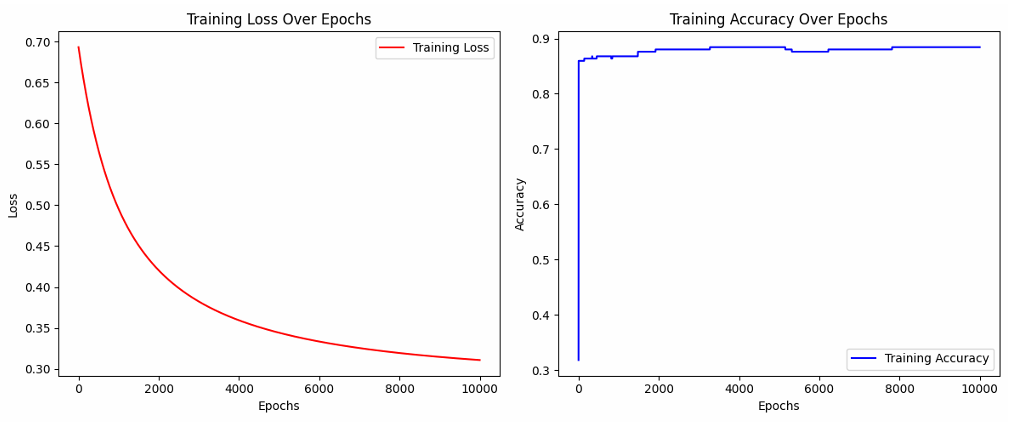 Training Loss Over Epochs
0.70
0.65
0.60
0.55
0.50
0.45
0.40
0.35
0.30
Loss
Training Loss
0 2000 4000 6000 8000 10000
Epochs
Training Accuracy Over Epochs
0.9
0.8
0.7
0.6
0.5
0.4
0.3
Accuracy
Training Accuracy
0 2000 4000 6000 8000 10000
Epochs